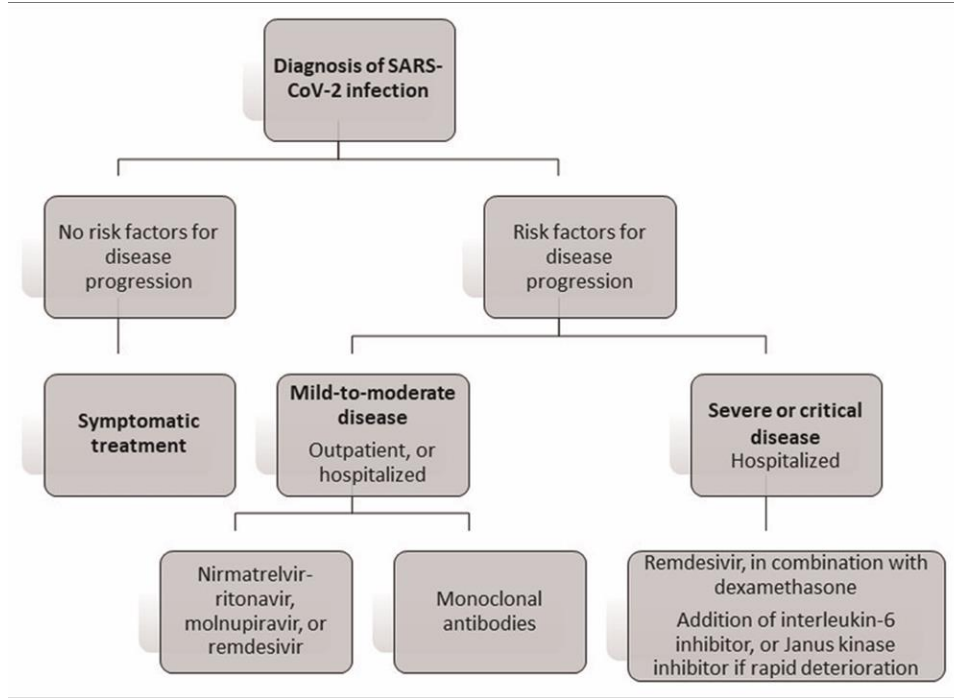 Diagnosis of SARS-
CoV-2 infection
No risk factors for
disease
progression
Risk factors for
disease
progression
Symptomatic
treatment
Mild-to-moderate
disease
Outpatient, or
hospitalized
Severe or critical
disease
Hospitalized
Nirmatrelvir-
ritonavir,
molnupiravir, or
remdesivir
Monoclonal
antibodies
Remdesivir, in combination with
dexamethasone
Addition of interleukin-6
inhibitor, or Janus kinase
inhibitor if rapid deterioration